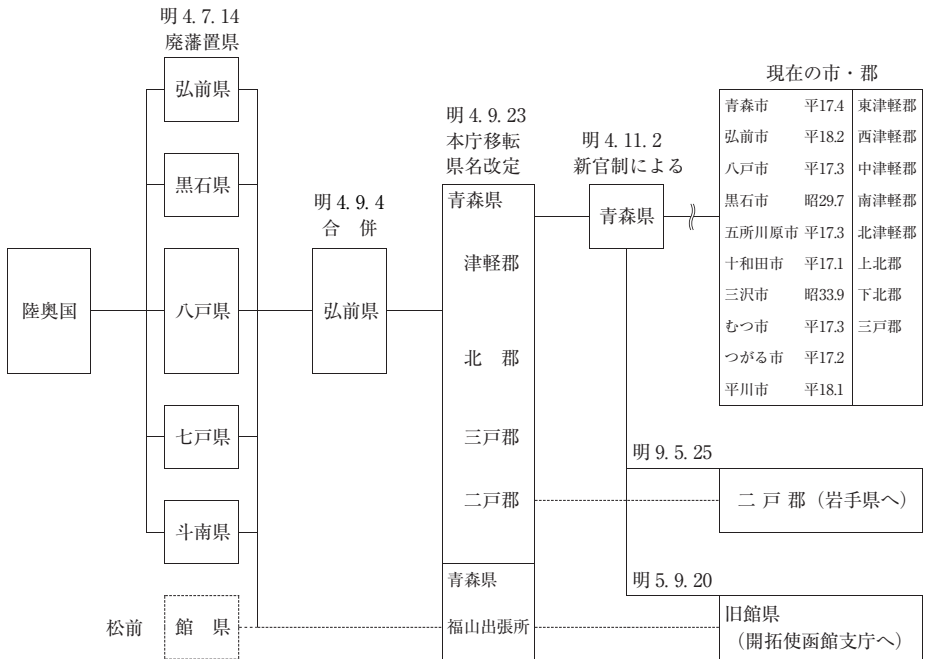 明 4. 7. 14
廃藩置県
弘前県
黒石県
陸奥国
八戸県
七戸県
斗南県
松前
館　県
明 4. 9. 4
合　併
弘前県
明 4. 9. 23
本庁移転
県名改定
青森県
津軽郡
北　郡
三戸郡
二戸郡
青森県
福山出張所
明 4. 11. 2
新官制による
青森県
現在の市・郡
青森市　平17.4　東津軽郡
弘前市　平18.2　西津軽郡
八戸市　平17.3　中津軽郡
黒石市　昭29.7　南津軽郡
五所川原市　平17.3　北津軽郡
十和田市　平17.1　上北郡
三沢市　昭33.9　下北郡
むつ市　平17.3　三戸郡
つがる市　平17.2
平川市　平18.1
明 9. 5. 25
二 戸 郡（岩手県へ）
明 5. 9. 20
旧館県
（開拓使函館支庁へ）